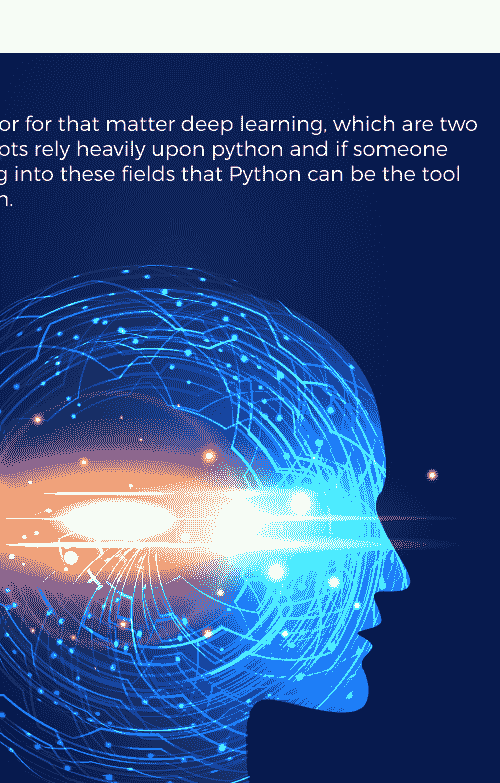 or for that matter deep learning, which are two
ots rely heavily upon python and if someone
g into these fields that Python can be the tool
n.